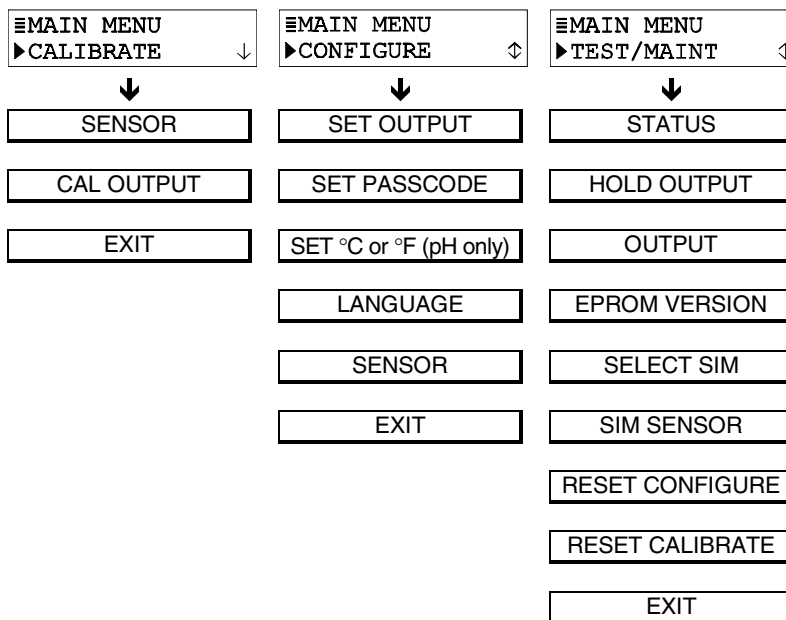 ≡MAIN MENU
▶CALIBRATE ↓
SENSOR
CAL OUTPUT
EXIT
≡MAIN MENU
▶CONFIGURE ⇕
SET OUTPUT
SET PASSCODE
SET °C or °F (pH only)
LANGUAGE
SENSOR
EXIT
≡MAIN MENU
▶TEST/MAINT ⇕
STATUS
HOLD OUTPUT
OUTPUT
EPROM VERSION
SELECT SIM
SIM SENSOR
RESET CONFIGURE
RESET CALIBRATE
EXIT